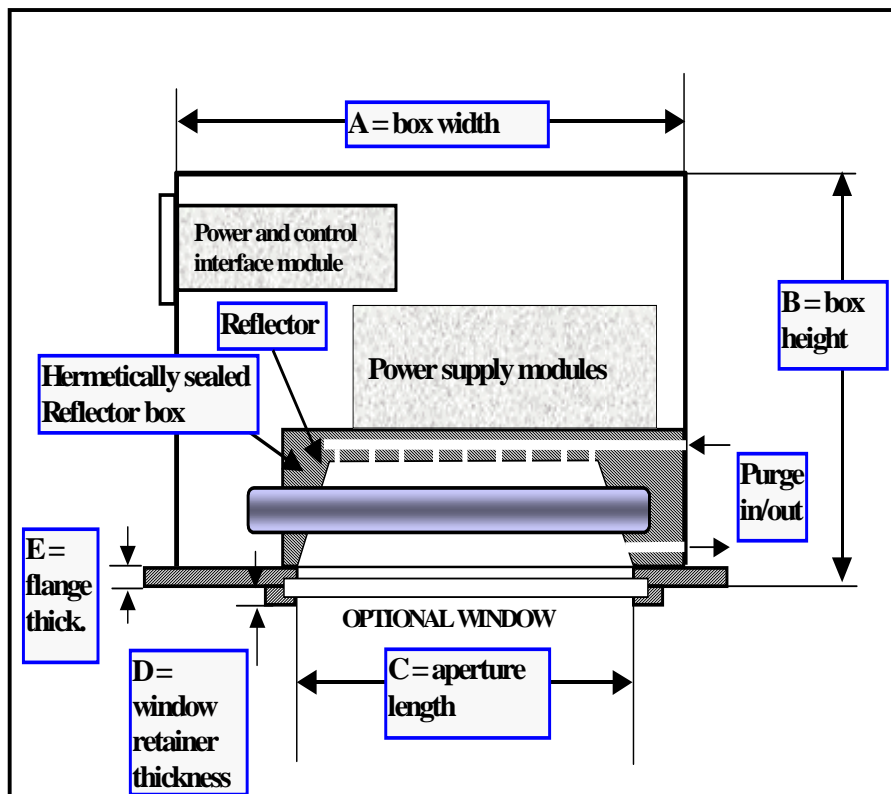 A = box width
Power and control
interface module
B = box
height
Reflector
Power supply modules
Hermetically sealed
Reflector box
Purge
in/out
E =
flange
thick.
OPTIONAL WINDOW
D =
window
retainer
thickness
C = aperture
length